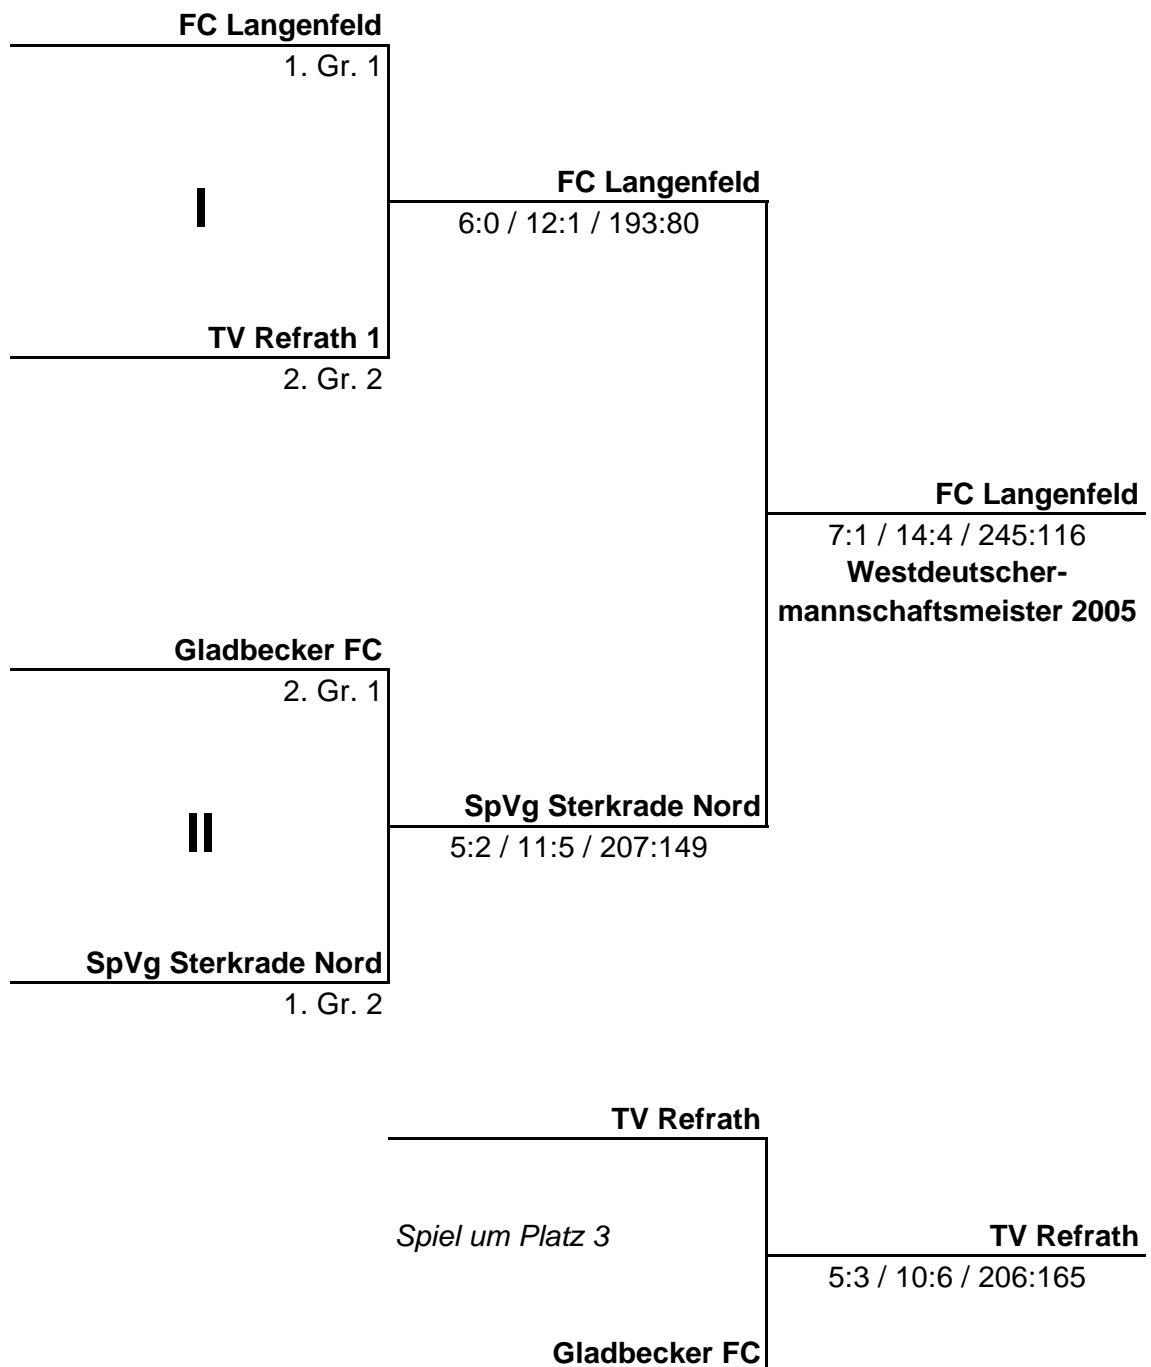 FC Langenfeld
1. Gr. 1
I
FC Langenfeld
6:0 / 12:1 / 193:80
TV Refrath 1
2. Gr. 2
FC Langenfeld
7:1 / 14:4 / 245:116
Westdeutscher-
mannschaftsmeister 2005
Gladbecker FC
2. Gr. 1
II
SpVg Sterkrade Nord
5:2 / 11:5 / 207:149
SpVg Sterkrade Nord
1. Gr. 2
TV Refrath
Spiel um Platz 3
TV Refrath
5:3 / 10:6 / 206:165
Gladbecker FC